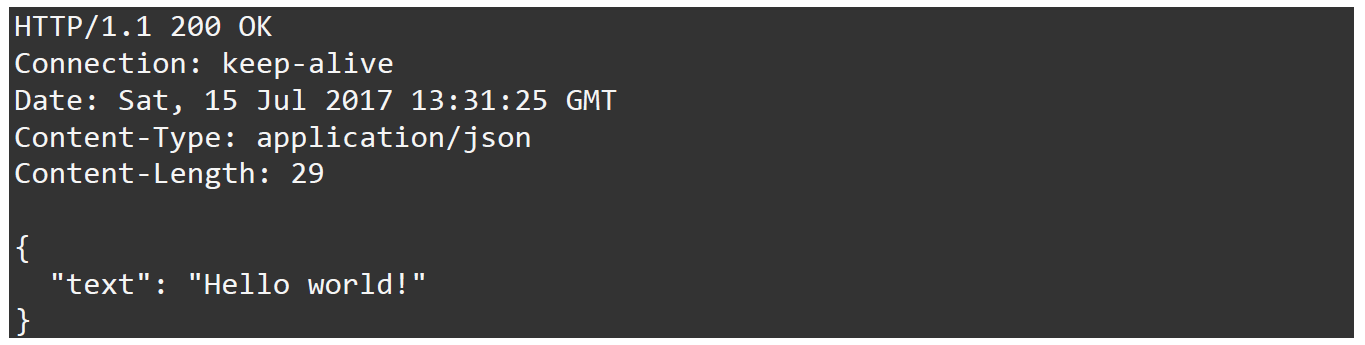 HTTP/1.1 200 OK
Connection: keep-alive
Date: Sat, 15 Jul 2017 13:31:25 GMT
Content-Type: application/json
Content-Length: 29

{
  "text": "Hello world!"
}